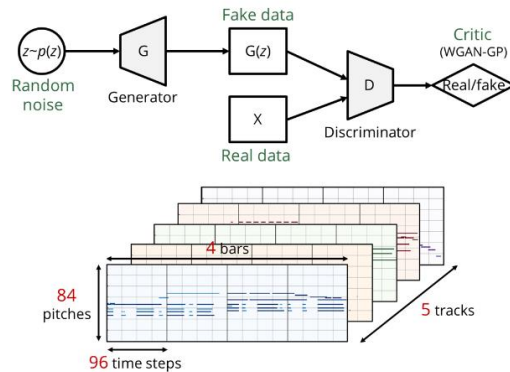 Fake data
Critic
(WGAN-GP)
z~p(z)
G
G(z)
D
Real/fake
Random
noise
Generator
X
Discriminator
Real data
4 bars
84
pitches
5 tracks
96 time steps